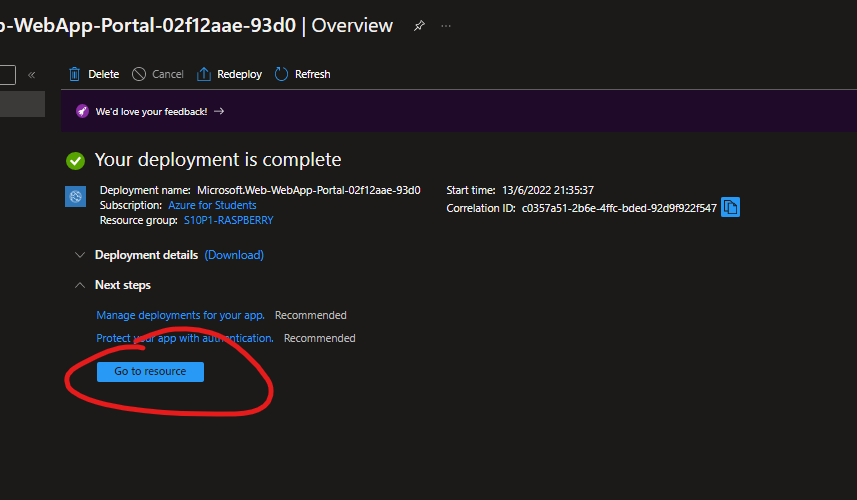 -WebApp-Portal-02f12aae-93d0 | Overview
Delete Cancel Redeploy Refresh
We'd love your feedback! →
Your deployment is complete
Deployment name: Microsoft.Web-WebApp-Portal-02f12aae-93d0 Start time: 13/6/2022 21:35:37
Subscription: Azure for Students Correlation ID: c0357a51-2b6e-4ffc-bded-92d9f922f547
Resource group: S10P1-RASPBERRY
Deployment details (Download)
Next steps
Manage deployments for your app. Recommended
Protect your app with authentication. Recommended
Go to resource